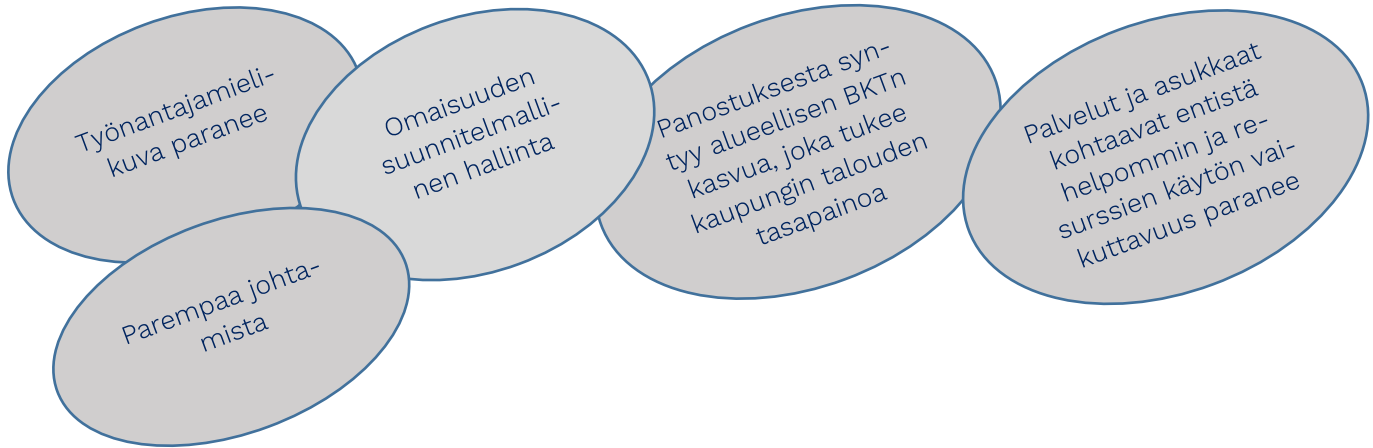 Työnantajamieli-
kuva paranee
Omaisuuden
suunnitelmalli-
nen hallinta
Panostuksesta syn-
tyy alueellisen BKTn
kasvua, joka tukee
kaupungin talouden
tasapainoa
Palvelut ja asukkaat
kohtaavat entistä
helpommin ja re-
surssien käytön vai-
kuttavuus paranee
Parempaa johta-
mista